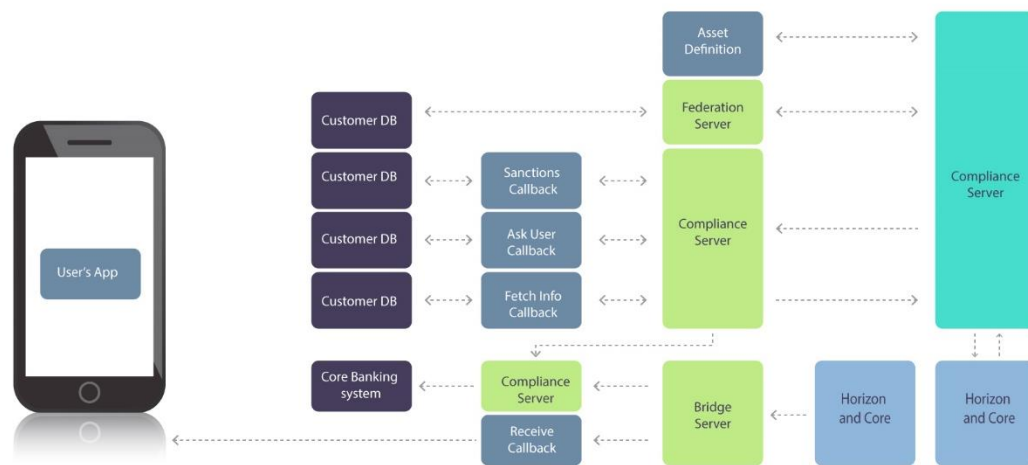 Asset
Definition
Customer DB
Federation
Server
Customer DB
Sanctions
Callback
Compliance
Server
Compliance
Server
User's App
Customer DB
Ask User
Callback
Customer DB
Fetch Info
Callback
Core Banking
system
Compliance
Server
Receive
Callback
Bridge
Server
Horizon
and Core
Horizon
and Core